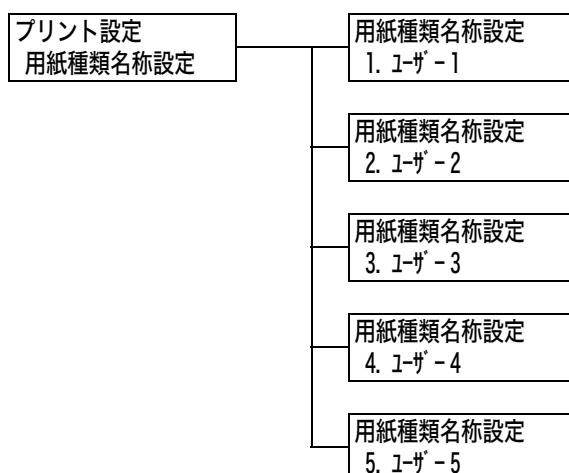 プリント設定
用紙種類名称設定
用紙種類名称設定
1. ﾕｰｻﾞｰ1
用紙種類名称設定
2. ﾕｰｻﾞｰ2
用紙種類名称設定
3. ﾕｰｻﾞｰ3
用紙種類名称設定
4. ﾕｰｻﾞｰ4
用紙種類名称設定
5. ﾕｰｻﾞｰ5